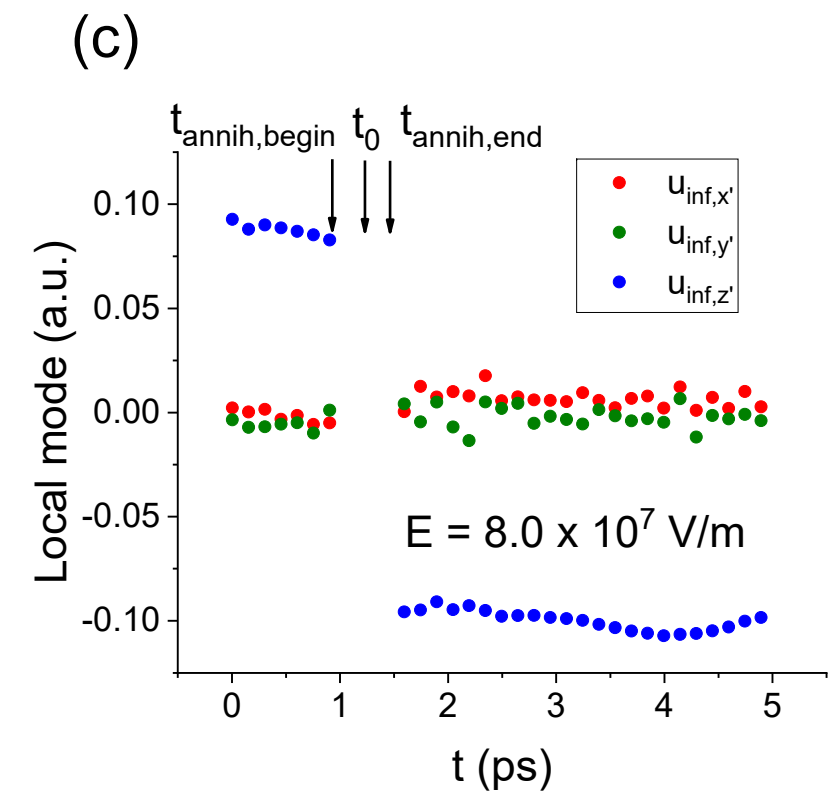 (c)
t_annih,begin t_0 t_annih,end
u_inf,x'
u_inf,y'
u_inf,z'
0.10
0.05
0.00
-0.05
-0.10
Local mode (a.u.)
E = 8.0 x 10^7 V/m
0 1 2 3 4 5
t (ps)